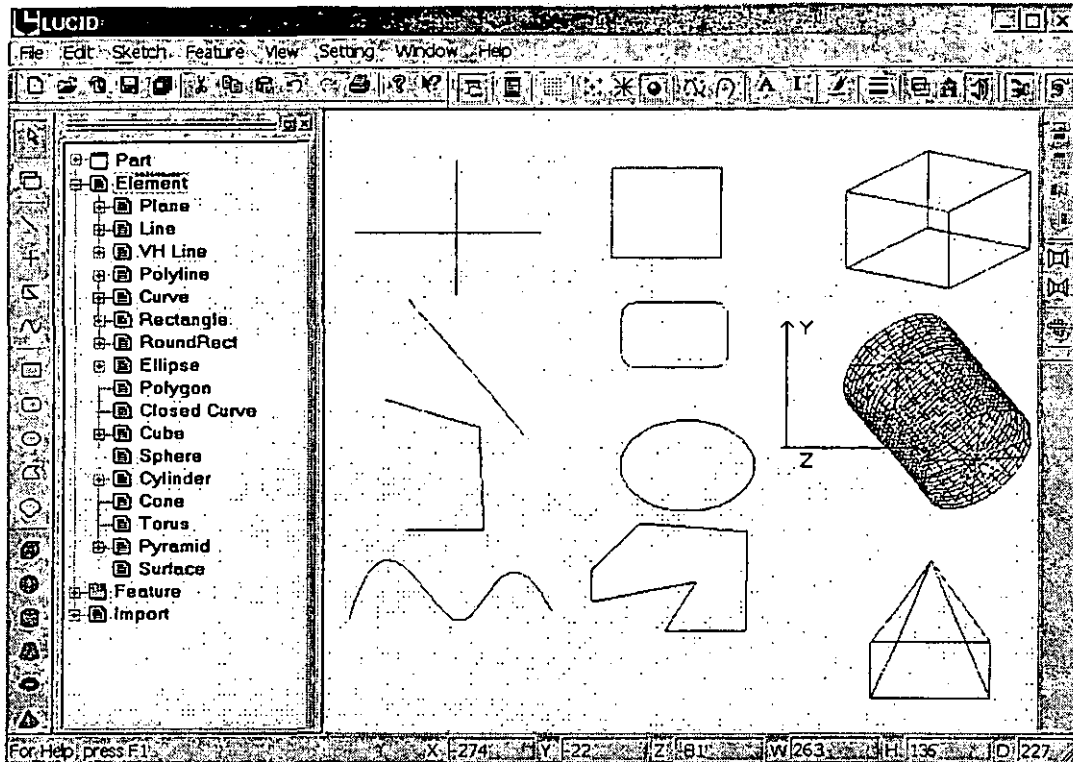 LUCID
File Edit Sketch Feature View Setting Window Help
Part
Element
Plane
Line
VH Line
Polyline
Curve
Rectangle
RoundRect
Ellipse
Polygon
Closed Curve
Cube
Sphere
Cylinder
Cone
Torus
Pyramid
Surface
Feature
Import
Y
Z
For Help, press F1 X -274 Y -22 Z 81 W 263 H 136 D 227